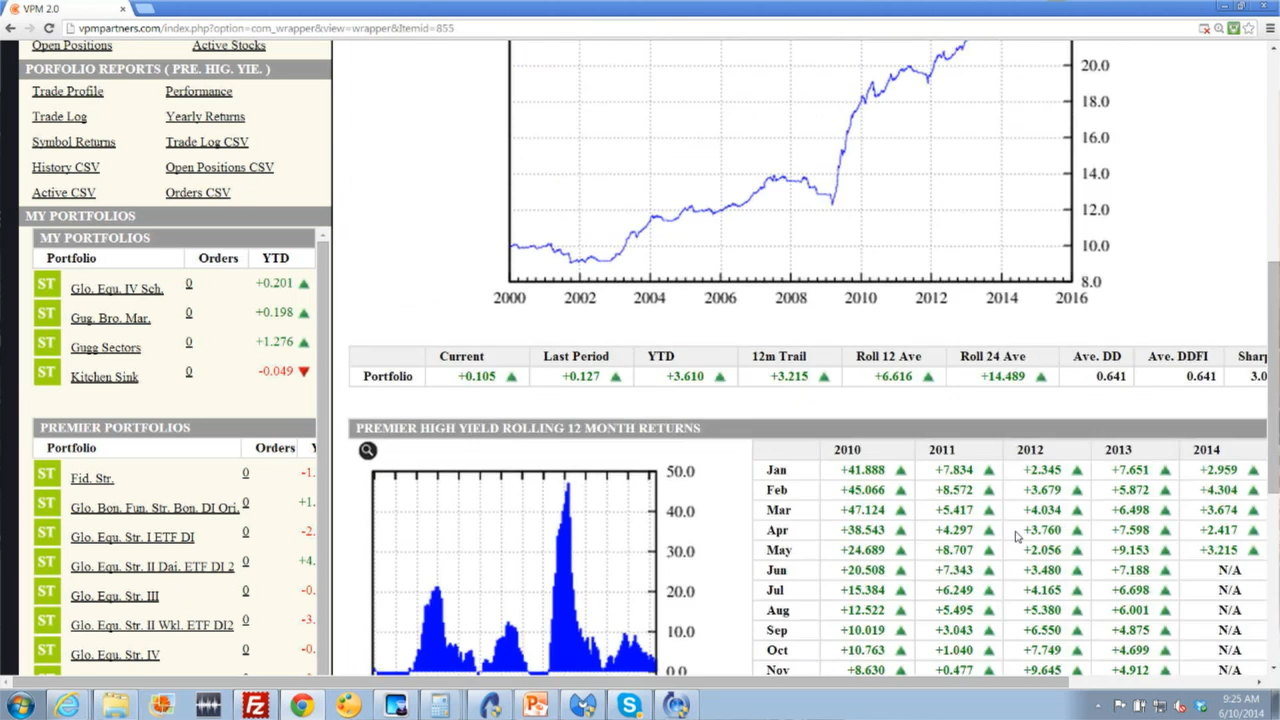 VPM 2.0
vpmpartners.com/index.php?option=com_wrapper&view=wrapper&Itemid=855
Open Positions Active Stocks
PORFOLIO REPORTS ( PRE. HIG. YIE. )
Trade Profile Performance
Trade Log Yearly Returns
Symbol Returns Trade Log CSV
History CSV Open Positions CSV
Active CSV Orders CSV
MY PORTFOLIOS
MY PORTFOLIOS
Portfolio Orders YTD
ST Glo. Equ. IV Sch. 0 +0.201
ST Gug. Bro. Mar. 0 +0.198
ST Gugg Sectors 0 +1.276
ST Kitchen Sink 0 -0.049
PREMIER PORTFOLIOS
Portfolio Orders Y
ST Fid. Str. 0 -1.
ST Glo. Bon. Fun. Str. Bon. DI Ori. 0 +1.
ST Glo. Equ. Str. I ETF DI 0 -2.
ST Glo. Equ. Str. II Dai. ETF DI 2 0 +4.
ST Glo. Equ. Str. III 0 -0.
ST Glo. Equ. Str. II Wkl. ETF DI2 0 -3.
ST Glo. Equ. Str. IV 0 -0.
20.0
18.0
16.0
14.0
12.0
10.0
8.0
2000 2002 2004 2006 2008 2010 2012 2014 2016
Current Last Period YTD 12m Trail Roll 12 Ave Roll 24 Ave Ave. DD Ave. DDFI Sharp
Portfolio +0.105 +0.127 +3.610 +3.215 +6.616 +14.489 0.641 0.641 3.0
PREMIER HIGH YIELD ROLLING 12 MONTH RETURNS
50.0
40.0
30.0
20.0
10.0
0.0
2010 2011 2012 2013 2014
Jan +41.888 +7.834 +2.345 +7.651 +2.959
Feb +45.066 +8.572 +3.679 +5.872 +4.304
Mar +47.124 +5.417 +4.034 +6.498 +3.674
Apr +38.543 +4.297 +3.760 +7.598 +2.417
May +24.689 +8.707 +2.056 +9.153 +3.215
Jun +20.508 +7.343 +3.480 +7.188 N/A
Jul +15.384 +6.249 +4.165 +6.698 N/A
Aug +12.522 +5.495 +5.380 +6.001 N/A
Sep +10.019 +3.043 +6.550 +4.875 N/A
Oct +10.763 +1.040 +7.749 +4.699 N/A
Nov +8.630 +0.477 +9.645 +4.912 N/A
9:25 AM
6/10/2014